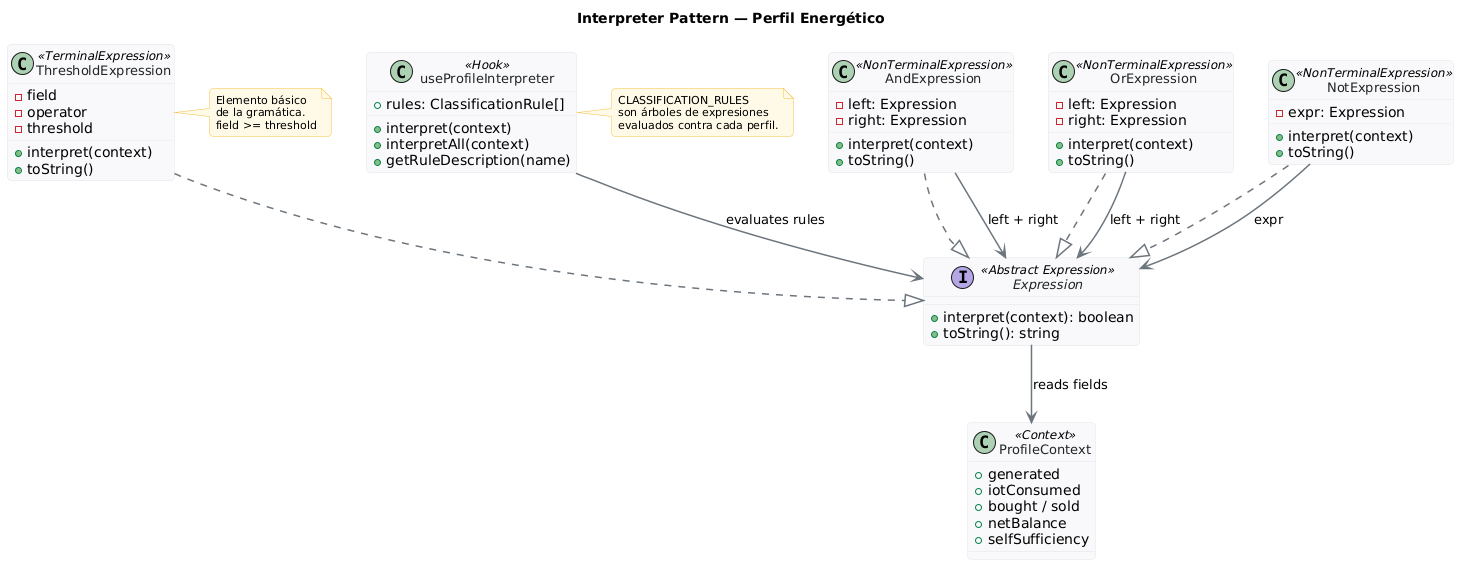 Interpreter Pattern — Perfil Energético
C «TerminalExpression»
ThresholdExpression
field
operator
threshold
interpret(context)
toString()
Elemento básico
de la gramática.
field >= threshold
C «Hook»
useProfileInterpreter
rules: ClassificationRule[]
interpret(context)
interpretAll(context)
getRuleDescription(name)
CLASSIFICATION_RULES
son árboles de expresiones
evaluados contra cada perfil.
C «NonTerminalExpression»
AndExpression
left: Expression
right: Expression
interpret(context)
toString()
C «NonTerminalExpression»
OrExpression
left: Expression
right: Expression
interpret(context)
toString()
C «NonTerminalExpression»
NotExpression
expr: Expression
interpret(context)
toString()
evaluates rules
left + right
left + right
expr
I «Abstract Expression»
Expression
interpret(context): boolean
toString(): string
reads fields
C «Context»
ProfileContext
generated
iotConsumed
bought / sold
netBalance
selfSufficiency